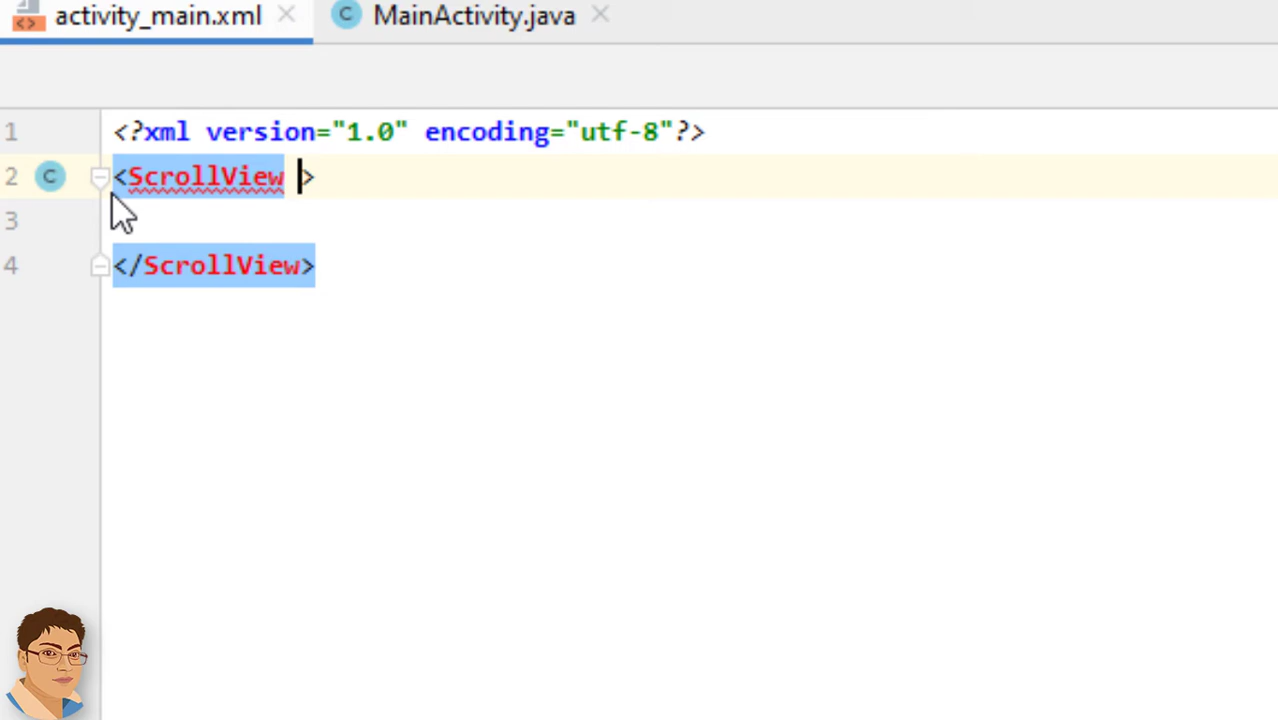 activity_main.xml
C MainActivity.java
1 <?xml version="1.0" encoding="utf-8"?>
2 C <ScrollView >
3
4 </ScrollView>